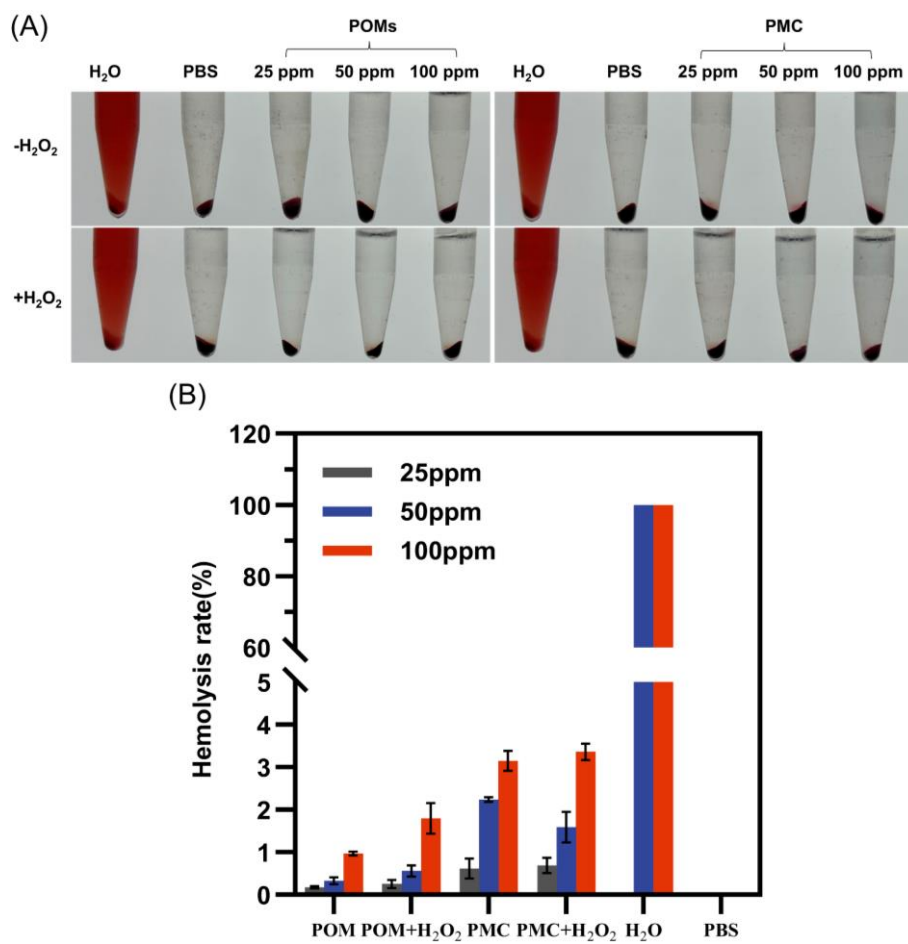 (A)
POMs
PMC
H₂O PBS 25 ppm 50 ppm 100 ppm H₂O PBS 25 ppm 50 ppm 100 ppm
-H₂O₂
+H₂O₂
(B)
Hemolysis rate(%)
120
100
80
60
5
4
3
2
1
0
25ppm
50ppm
100ppm
POM POM+H₂O₂ PMC PMC+H₂O₂ H₂O PBS